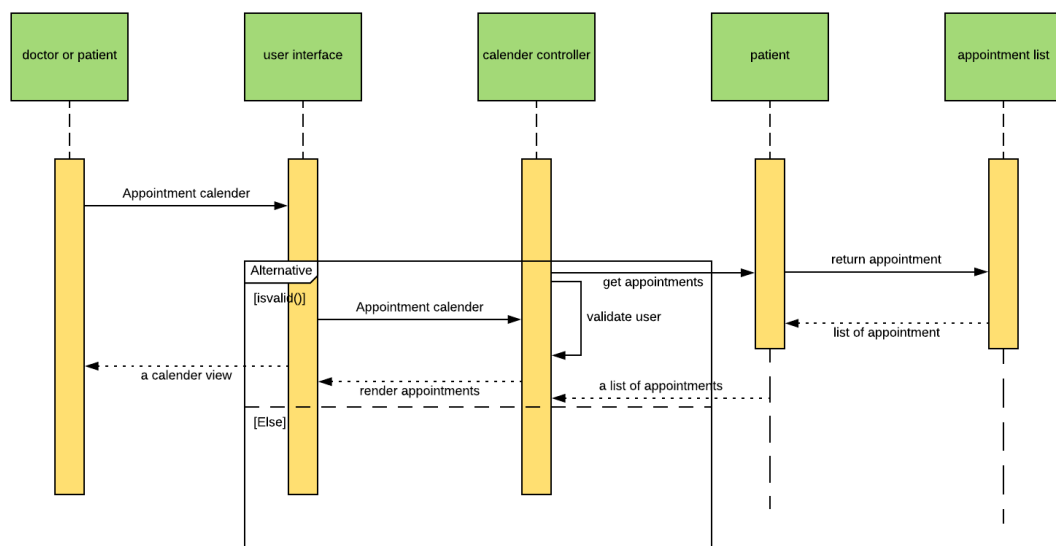 doctor or patient
user interface
calender controller
patient
appointment list
Appointment calender
Alternative
[isvalid()]
get appointments
return appointment
Appointment calender
validate user
list of appointment
a calender view
render appointments
a list of appointments
[Else]